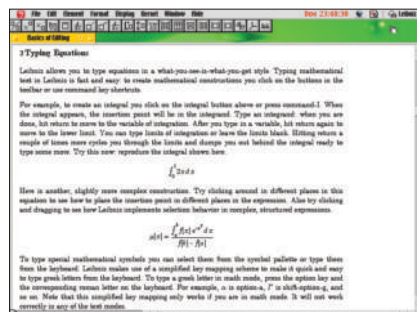 File Edit Element Format Display Kernel Window Help
Basics of Editing
3 Typing Equations
Leibniz allows you to type equations in a what-you-see-is-what-you-get style. Typing mathematical
text in Leibniz is fast and easy: to create mathematical constructions you click on the buttons in the
toolbar or use command key shortcuts.
For example, to create an integral you click on the integral button above or press command-I. When
the integral appears, the insertion point will be in the integrand. Type an integrand: when you are
done, hit return to move to the variable of integration. After you type in a variable, hit return again to
move to the lower limit. You can type limits of integration or leave the limits blank. Hitting return a
couple of times more cycles you through the limits and dumps you out behind the integral ready to
type some more. Try this now: reproduce the integral shown here.
Here is another, slightly more complex construction. Try clicking around in different places in this
equation to see how to place the insertion point in different places in the expression. Also try clicking
and dragging to see how Leibniz implements selection behavior in complex, structured expressions.
To type special mathematical symbols you can select them from the symbol pallette or type them
from the keyboard. Leibniz makes use of a simplified key mapping scheme to make it quick and easy
to type greek letters from the keyboard. To type a greek letter in math mode, press the option key and
the corresponding roman letter on the keyboard. For example, α is option-a, Γ is shift-option-g, and
so on. Note that this simplified key mapping only works if you are in math mode. It will not work
correctly in any of the text modes.